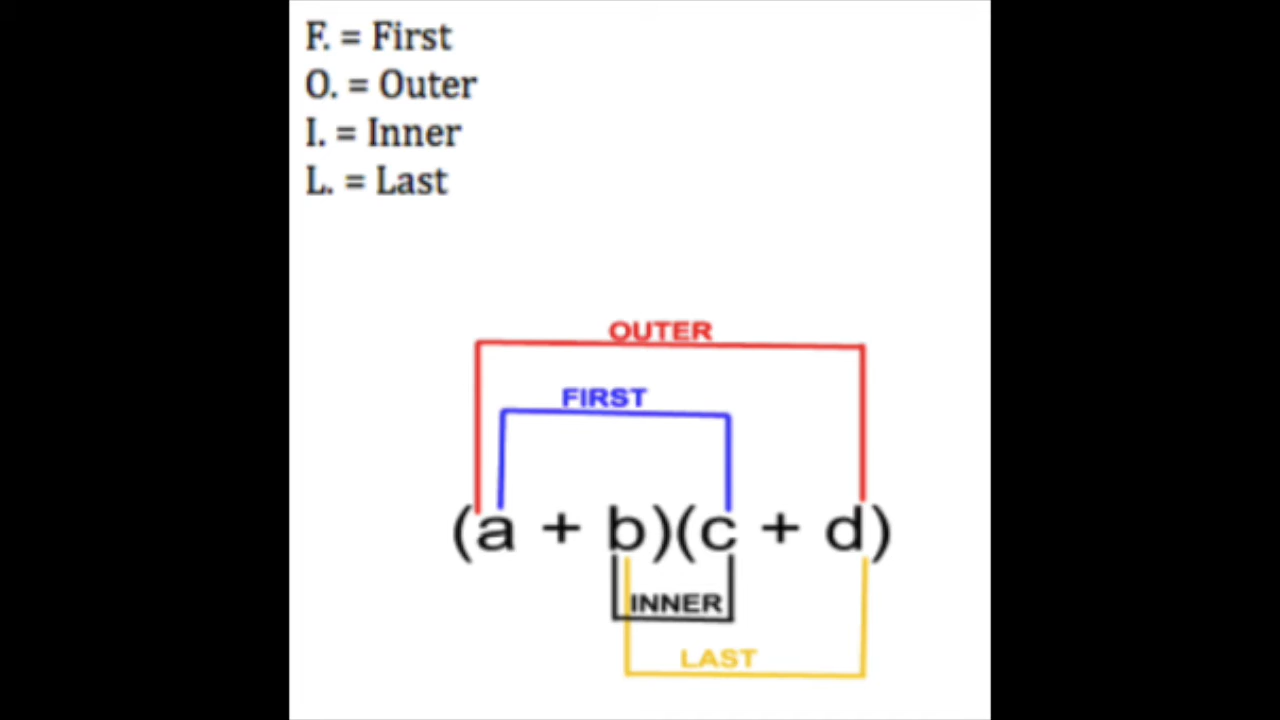 F. = First
O. = Outer
I. = Inner
L. = Last
OUTER
FIRST
(a + b)(c + d)
INNER
LAST